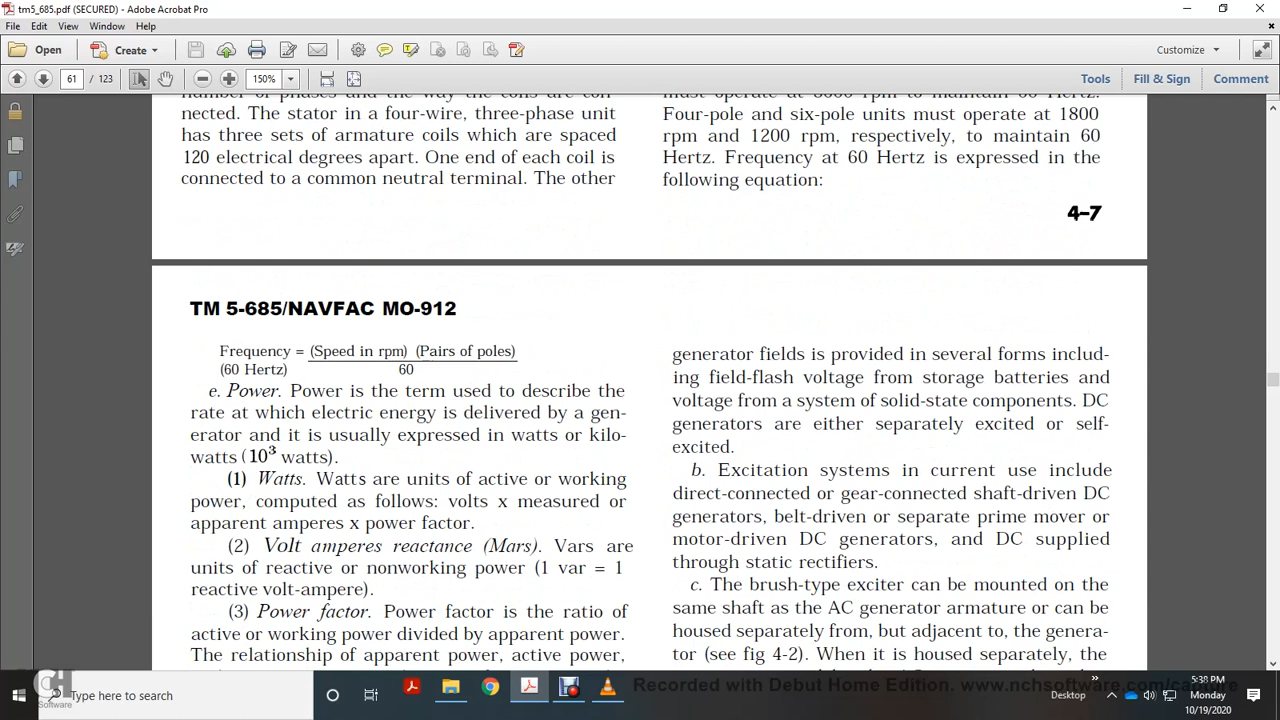 tm5_685.pdf (SECURED) - Adobe Acrobat Pro
File Edit View Window Help
Open Create Customize
61 / 123 150% Tools Fill & Sign Comment
nected. The stator in a four-wire, three-phase unit
has three sets of armature coils which are spaced
120 electrical degrees apart. One end of each coil is
connected to a common neutral terminal. The other
must operate at 3600 rpm to maintain 60 Hertz.
Four-pole and six-pole units must operate at 1800
rpm and 1200 rpm, respectively, to maintain 60
Hertz. Frequency at 60 Hertz is expressed in the
following equation:
4–7
TM 5-685/NAVFAC MO-912
Frequency = (Speed in rpm) (Pairs of poles)
(60 Hertz) 60
e. Power. Power is the term used to describe the
rate at which electric energy is delivered by a gen-
erator and it is usually expressed in watts or kilo-
watts (10³ watts).
(1) Watts. Watts are units of active or working
power, computed as follows: volts x measured or
apparent amperes x power factor.
(2) Volt amperes reactance (Mars). Vars are
units of reactive or nonworking power (1 var = 1
reactive volt-ampere).
(3) Power factor. Power factor is the ratio of
active or working power divided by apparent power.
The relationship of apparent power, active power,
generator fields is provided in several forms includ-
ing field-flash voltage from storage batteries and
voltage from a system of solid-state components. DC
generators are either separately excited or self-
excited.
b. Excitation systems in current use include
direct-connected or gear-connected shaft-driven DC
generators, belt-driven or separate prime mover or
motor-driven DC generators, and DC supplied
through static rectifiers.
c. The brush-type exciter can be mounted on the
same shaft as the AC generator armature or can be
housed separately from, but adjacent to, the genera-
tor (see fig 4-2). When it is housed separately, the
Recorded with Debut Home Edition. www.nchsoftware.com/capture
CH
Software
Type here to search
Desktop
5:38 PM
Monday
10/19/2020